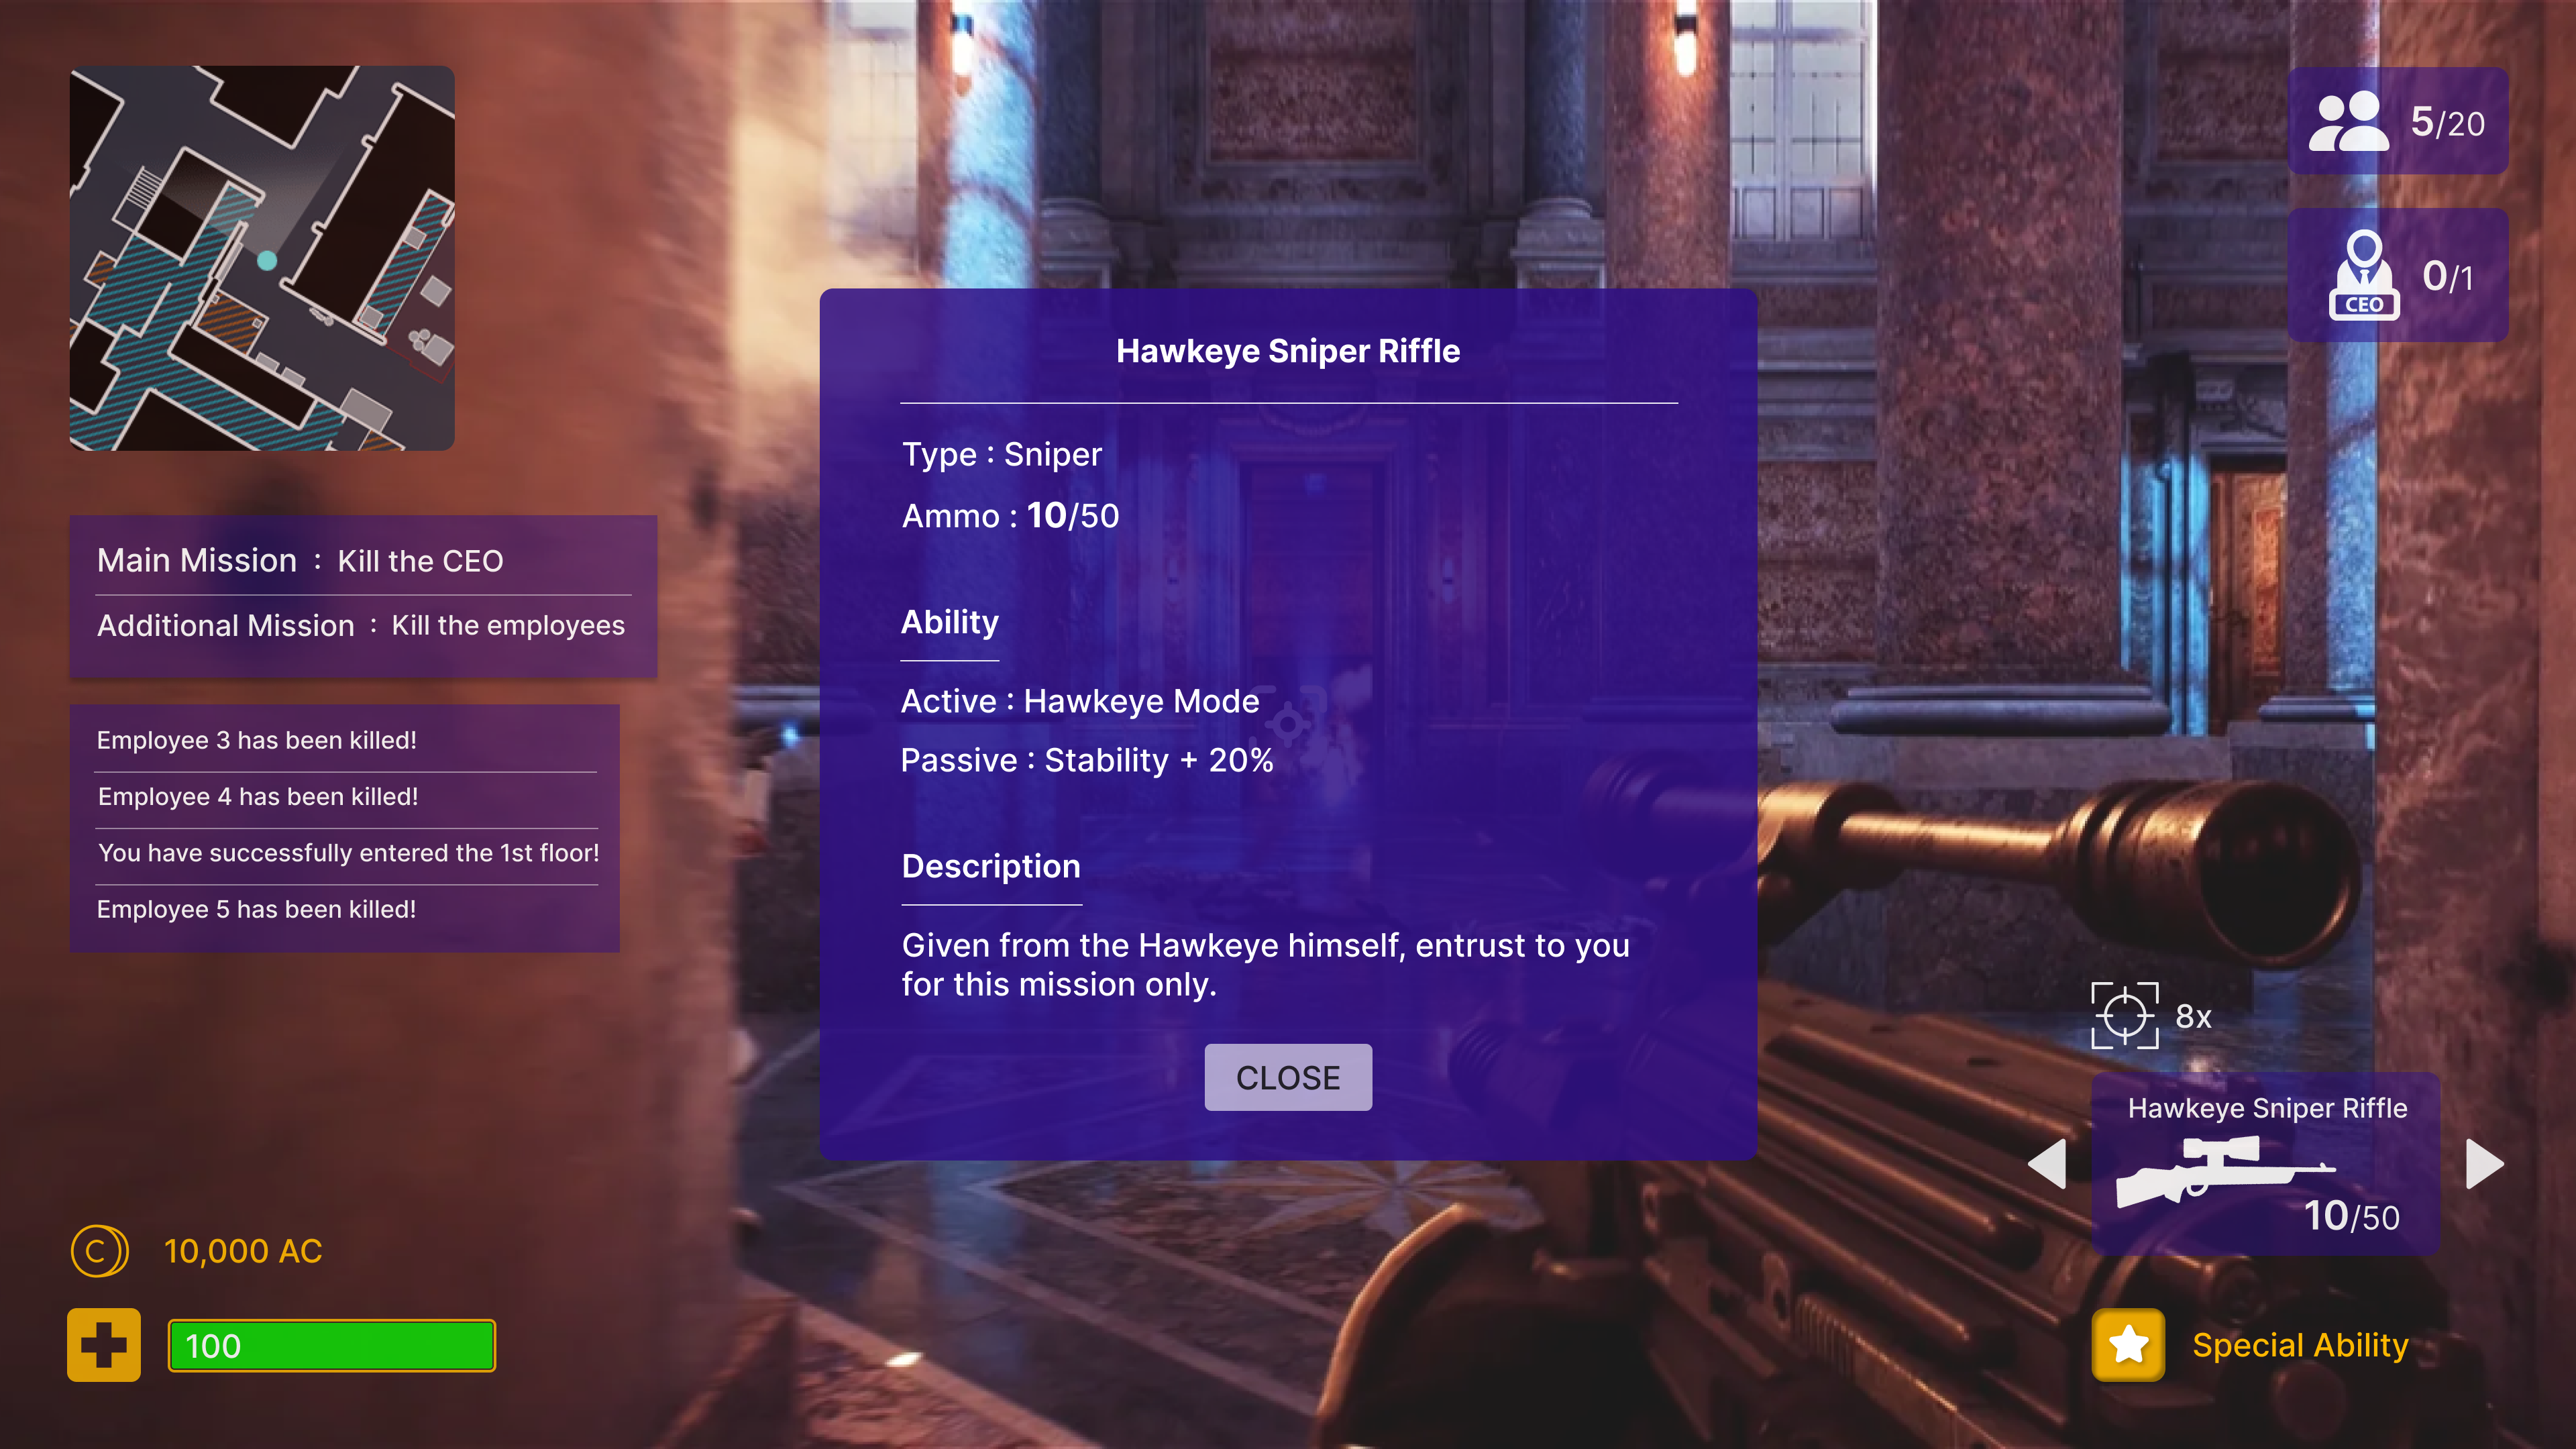 5/20
0/1
CEO
Hawkeye Sniper Riffle
Type : Sniper
Ammo : 10/50
Ability
Active : Hawkeye Mode
Passive : Stability + 20%
Description
Given from the Hawkeye himself, entrust to you
for this mission only.
CLOSE
Main Mission : Kill the CEO
Additional Mission : Kill the employees
Employee 3 has been killed!
Employee 4 has been killed!
You have successfully entered the 1st floor!
Employee 5 has been killed!
8x
Hawkeye Sniper Riffle
10/50
C
10,000 AC
100
Special Ability